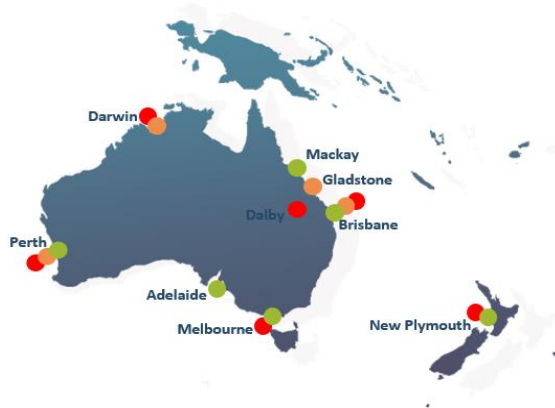 Darwin
Mackay
Gladstone
Dalby
Brisbane
Perth
Adelaide
Melbourne
New Plymouth